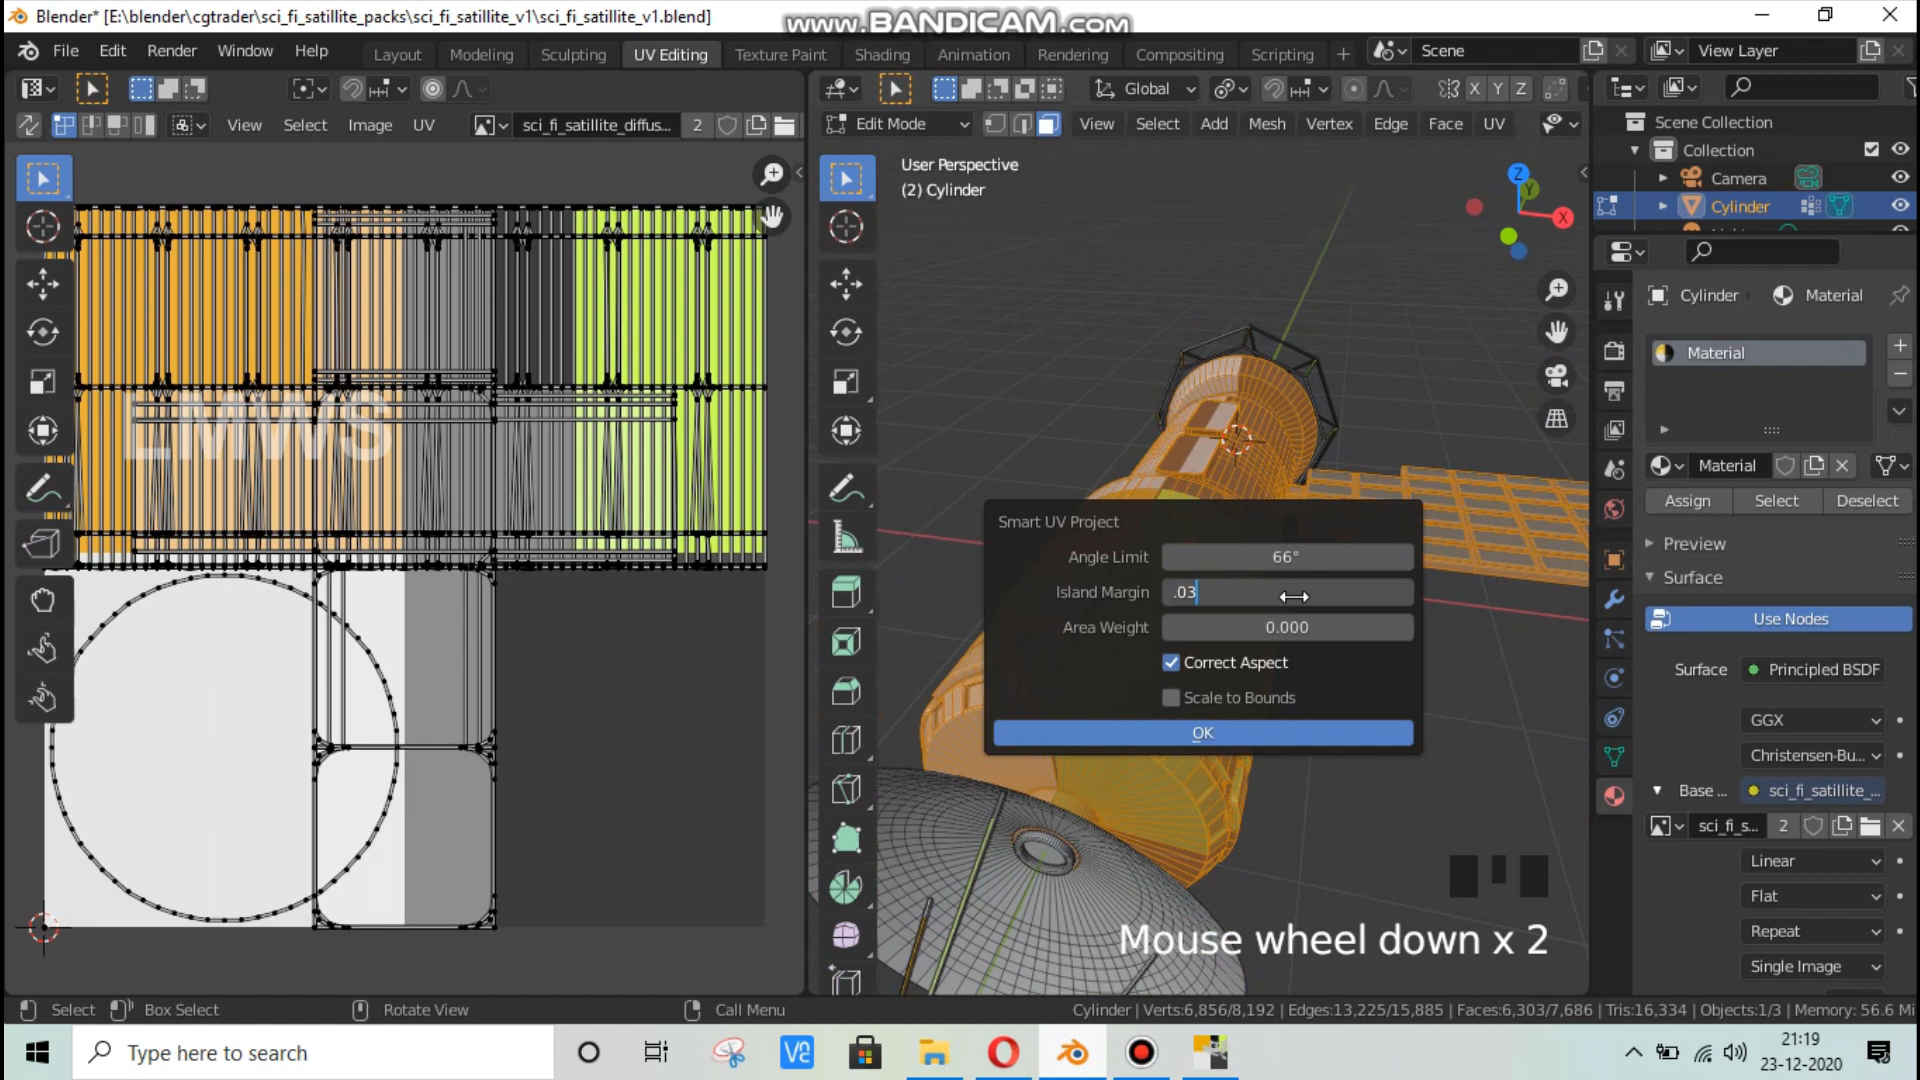 Blender* [E:\blender\cgtrader\sci_fi_satillite_packs\sci_fi_satillite_v1\sci_fi_satillite_v1.blend]
www.BANDICAM.com
File Edit Render Window Help
Layout Modeling Sculpting UV Editing Texture Paint Shading Animation Rendering Compositing Scripting +
Scene
View Layer
Global
X Y Z
View Select Image UV
sci_fi_satillite_diffus... 2
Edit Mode
View Select Add Mesh Vertex Edge Face UV
Scene Collection
Collection
Camera
Cylinder
User Perspective
(2) Cylinder
Z
Y
X
LMWS
Smart UV Project
Angle Limit 66°
Island Margin .03
Area Weight 0.000
Correct Aspect
Scale to Bounds
OK
Mouse wheel down x 2
Cylinder Material
Material
Material
Assign Select Deselect
Preview
Surface
Use Nodes
Surface Principled BSDF
GGX
Christensen-Bu...
Base ... sci_fi_satillite_...
sci_fi_s... 2
Linear
Flat
Repeat
Single Image
Select Box Select Rotate View Call Menu
Cylinder | Verts:6,856/8,192 | Edges:13,225/15,885 | Faces:6,303/7,686 | Tris:16,334 | Objects:1/3 | Memory: 56.6 Mi
Type here to search
21:19
23-12-2020